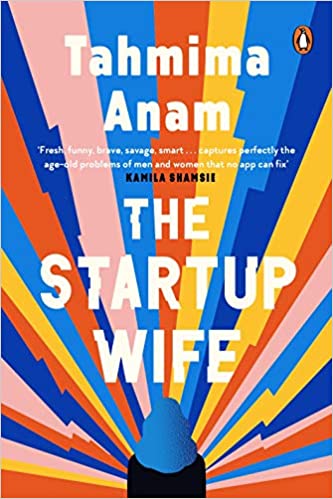 Tahmima
Anam
‘Fresh, funny, brave, savage, smart . . . captures perfectly the
age-old problems of men and women that no app can fix’
KAMILA SHAMSIE
THE
STARTUP
WIFE